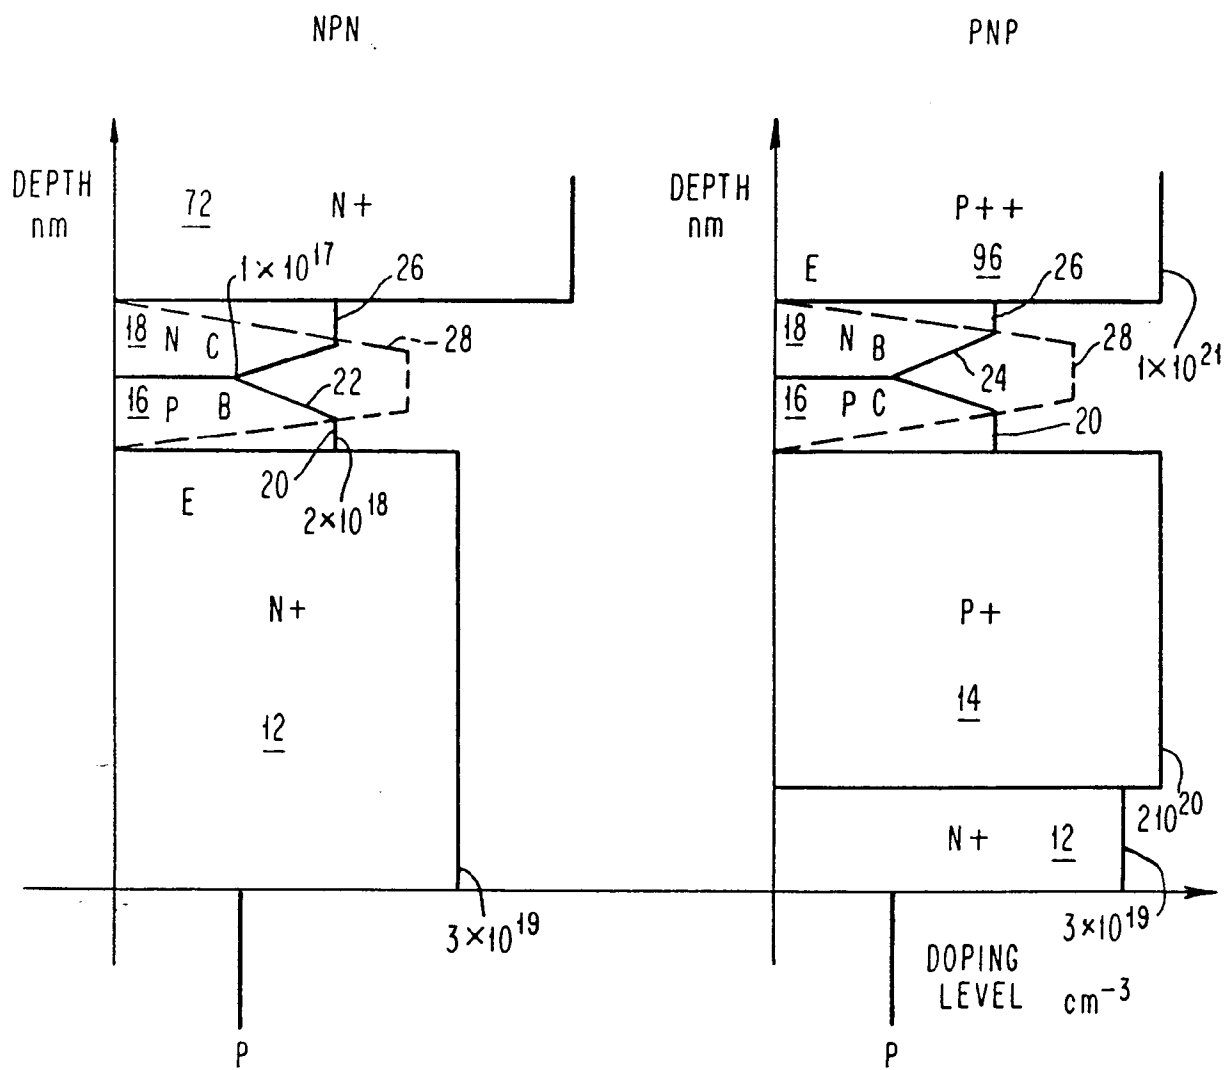 NPN
PNP
DEPTH
nm
72
N+
1×10^17
26
18 N C
28
22
16 P B
20
2×10^18
E
N+
12
3×10^19
P
DEPTH
nm
P++
E
96
26
18 N B
28
1×10^21
24
16 P C
20
P+
14
210^20
N+ 12
3×10^19
DOPING
LEVEL cm^-3
P